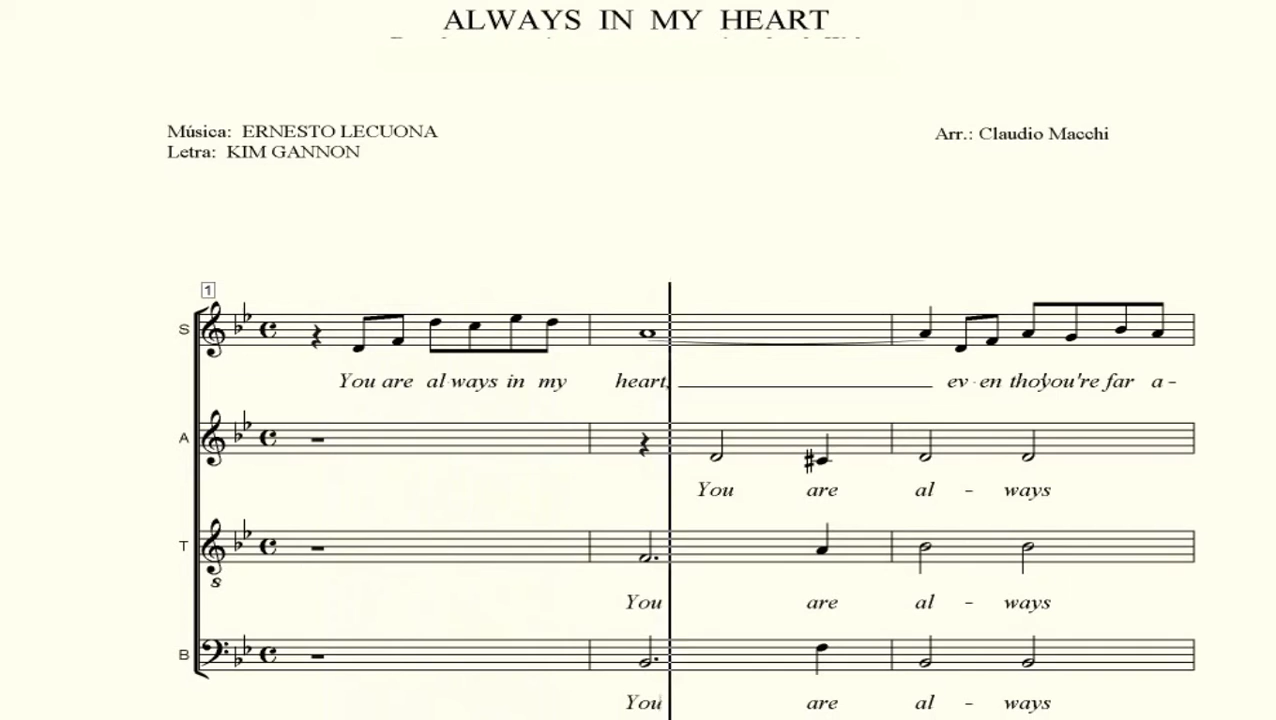 ALWAYS IN MY HEART
Música: ERNESTO LECUONA
Arr.: Claudio Macchi
Letra: KIM GANNON
1
S
You are al ways in my heart, ev - en tho you're far a -
A
You are al - ways
T
8
You are al - ways
B
You are al - ways